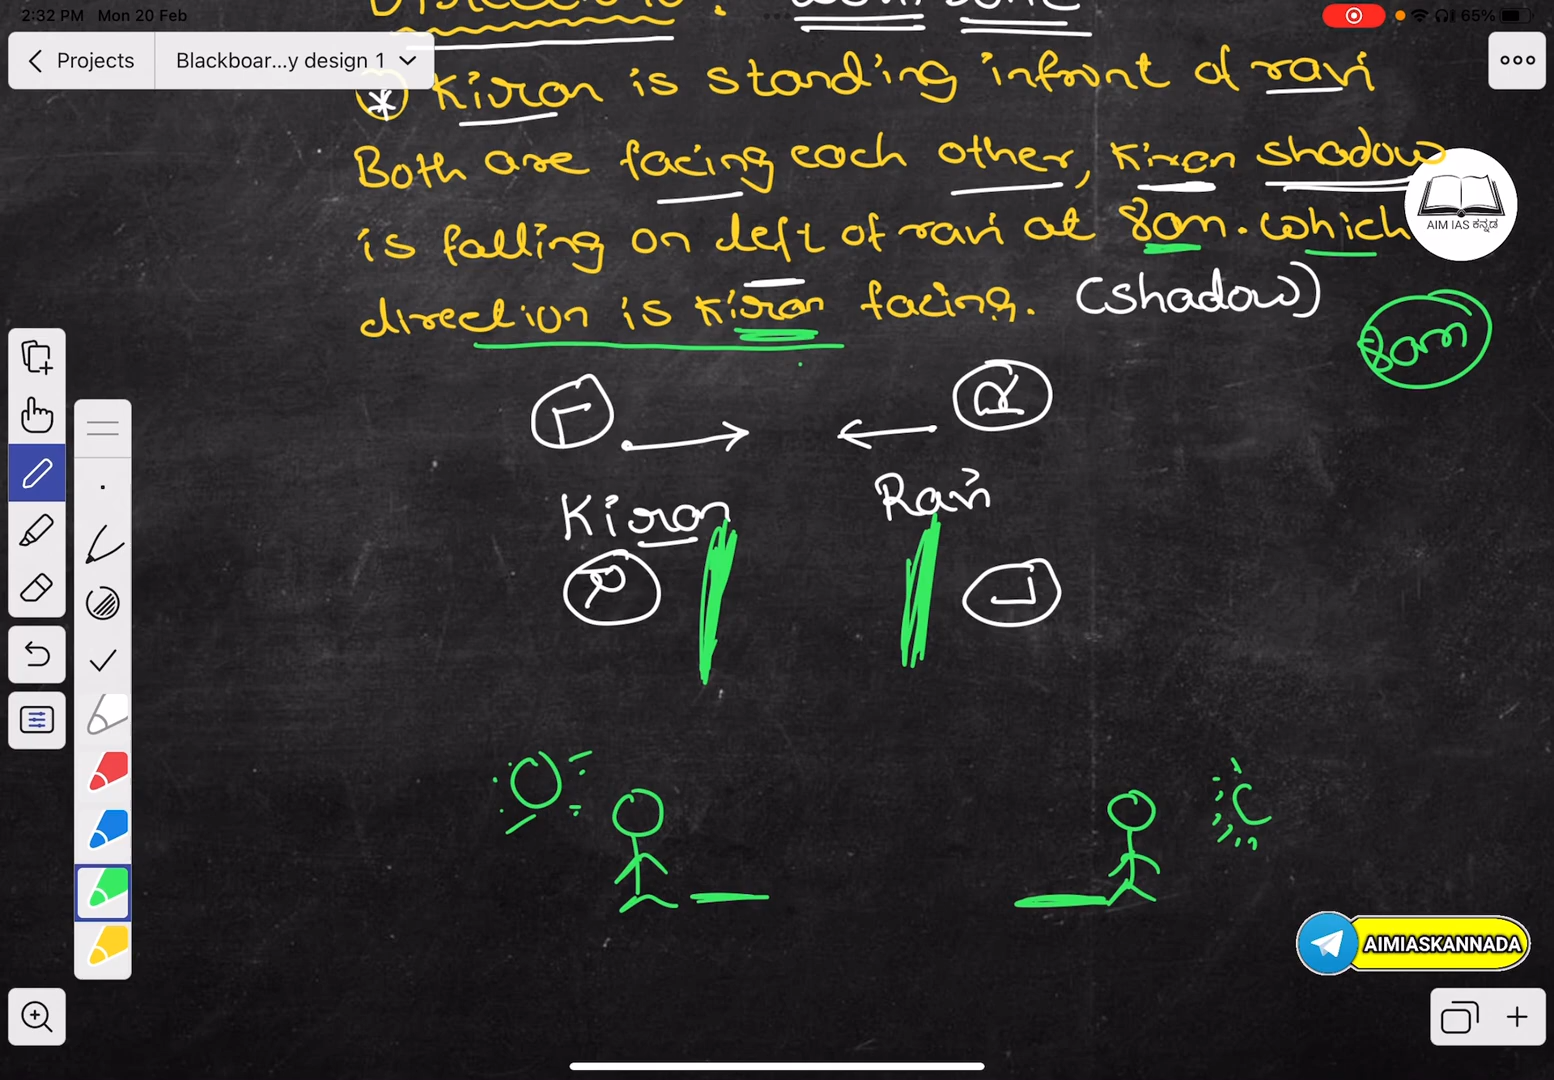 2:32 PM Mon 20 Feb
65%
Projects
Blackboar...y design 1
Kiran is standing infront of ravi
Both are facing each other, Kiran shadow
is falling on left of ravi at 8am. which
AIM IAS ಕನ್ನಡ
direction is Kiran facing. (shadow)
8am
L
R
Kiran
Ravi
R
L
AIMIASKANNADA